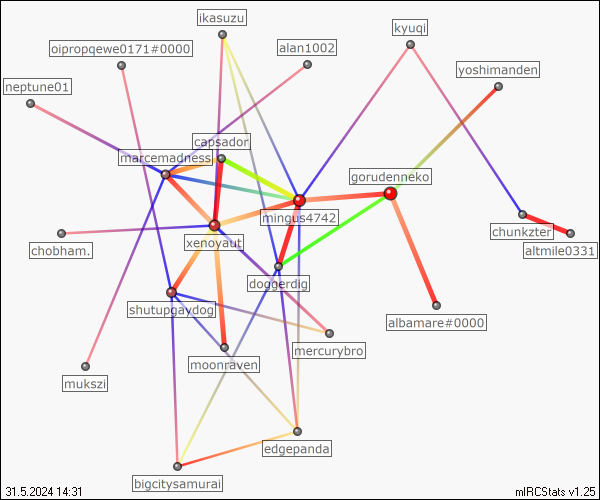 ikasuzu
kyuqi
oipropqewe0171#0000
alan1002
yoshimanden
neptune01
capsador
marcemadness
gorudenneko
mingus4742
xenoyaut
chunkzter
chobham.
altmile0331
doggerdig
shutupgaydog
albamare#0000
mercurybro
moonraven
mukszi
edgepanda
bigcitysamurai
31.5.2024 14:31
mIRCStats v1.25